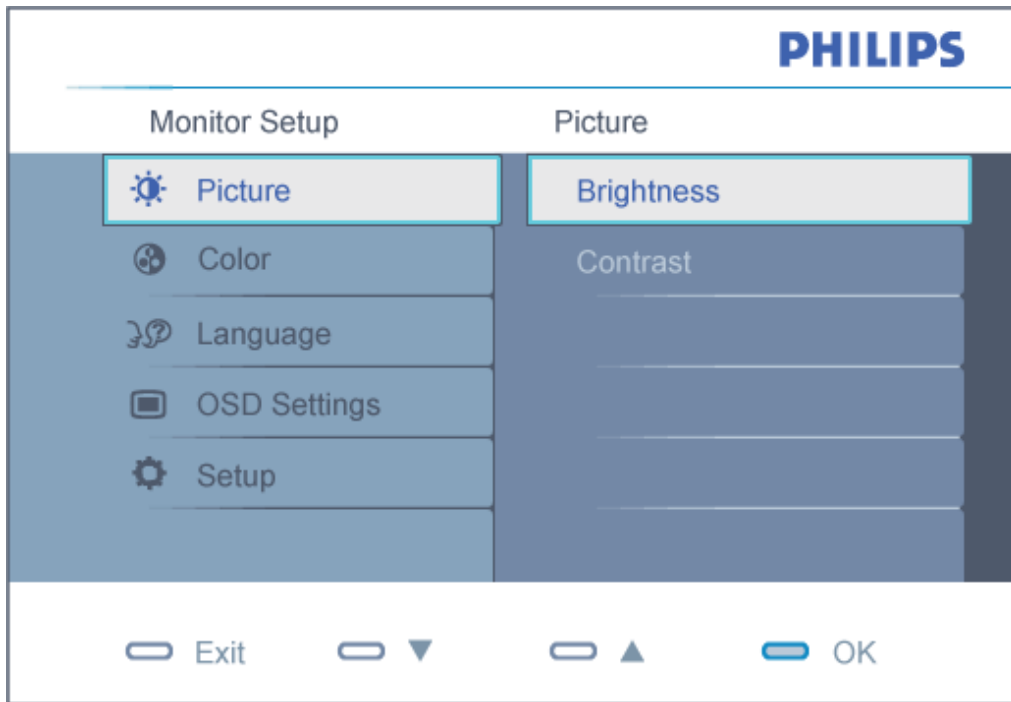 PHILIPS
Monitor Setup
Picture
Picture
Brightness
Color
Contrast
Language
OSD Settings
Setup
Exit ▼ ▲ OK